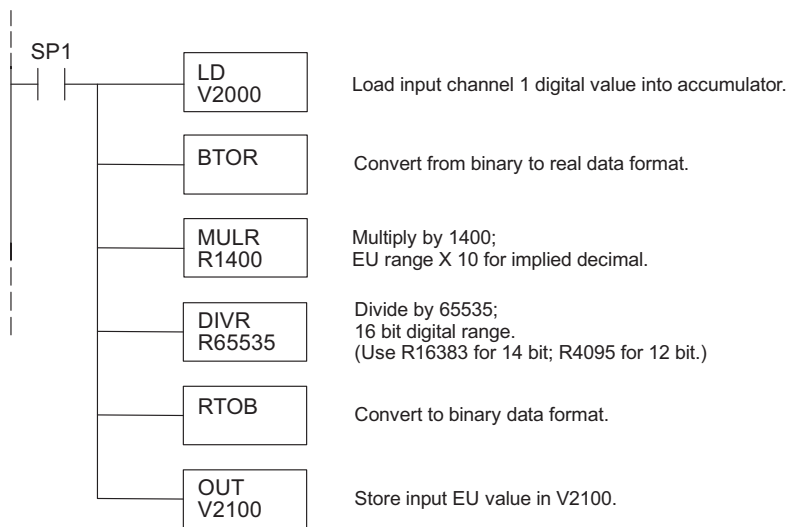 SP1
LD
V2000
Load input channel 1 digital value into accumulator.
BTOR
Convert from binary to real data format.
MULR
R1400
Multiply by 1400;
EU range X 10 for implied decimal.
DIVR
R65535
Divide by 65535;
16 bit digital range.
(Use R16383 for 14 bit; R4095 for 12 bit.)
RTOB
Convert to binary data format.
OUT
V2100
Store input EU value in V2100.